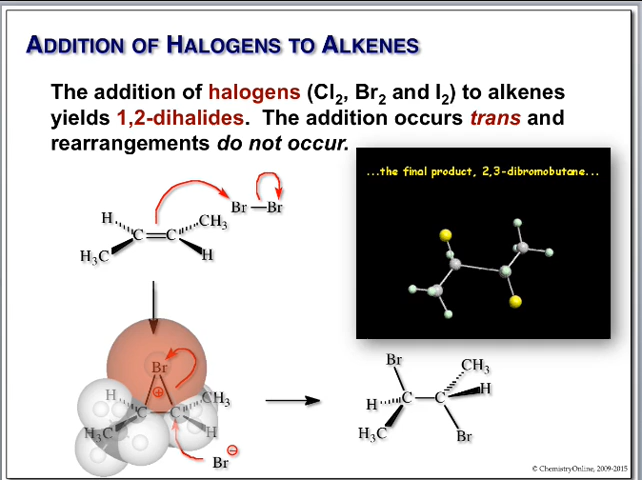 ADDITION OF HALOGENS TO ALKENES
The addition of halogens (Cl₂, Br₂ and I₂) to alkenes
yields 1,2-dihalides. The addition occurs trans and
rearrangements do not occur.
...the final product, 2,3-dibromobutane...
Br—Br
H CH₃
C=C
H₃C H
Br
⊕
H CH₃
C C
H₃C H
Br ⊖
Br CH₃
H
H C—C
H₃C Br
© ChemistryOnline, 2009-2015